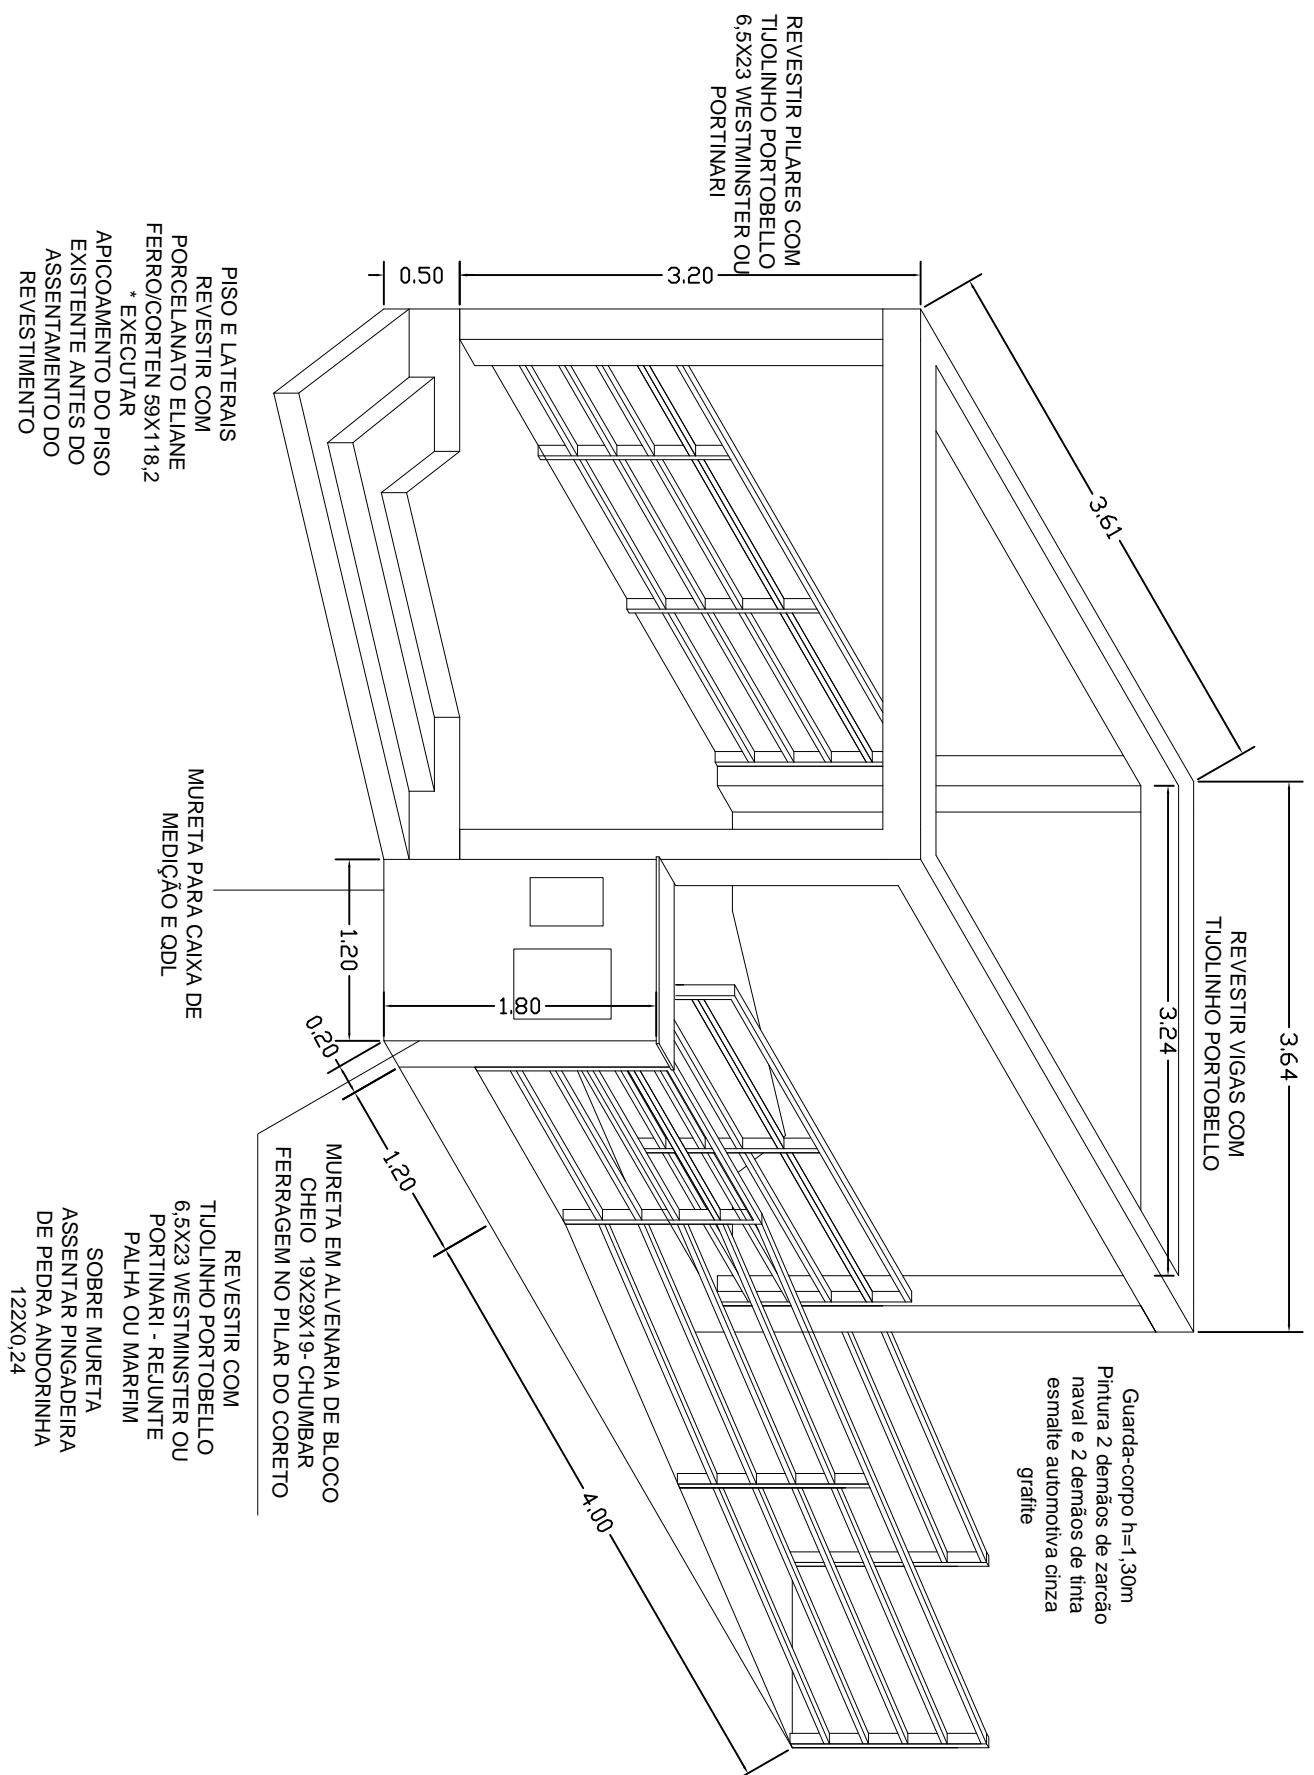 REVESTIR PILARES COM
TIJOLINHO PORTOBELLO
6,5X23 WESTMINSTER OU
PORTINARI
0.50
3.20
3.61
3.64
3.24
REVESTIR VIGAS COM
TIJOLINHO PORTOBELLO
PISO E LATERAIS
REVESTIR COM
PORCELANATO ELIANE
FERRO/CORTEN 59X118,2
* EXECUTAR
APICOAMENTO DO PISO
EXISTENTE ANTES DO
ASSENTAMENTO DO
REVESTIMENTO
MURETA PARA CAIXA DE
MEDIÇÃO E QDL
1.20
1.80
0.20
1.20
4.00
MURETA EM ALVENARIA DE BLOCO
CHEIO 19X29X19- CHUMBAR
FERRAGEM NO PILAR DO CORETO
REVESTIR COM
TIJOLINHO PORTOBELLO
6,5X23 WESTMINSTER OU
PORTINARI - REJUNTE
PALHA OU MARFIM
SOBRE MURETA
ASSENTAR PINGADEIRA
DE PEDRA ANDORINHA
122X0,24
Guarda-corpo h=1,30m
Pintura 2 demãos de zarcão
naval e 2 demãos de tinta
esmalte automotiva cinza
grafite